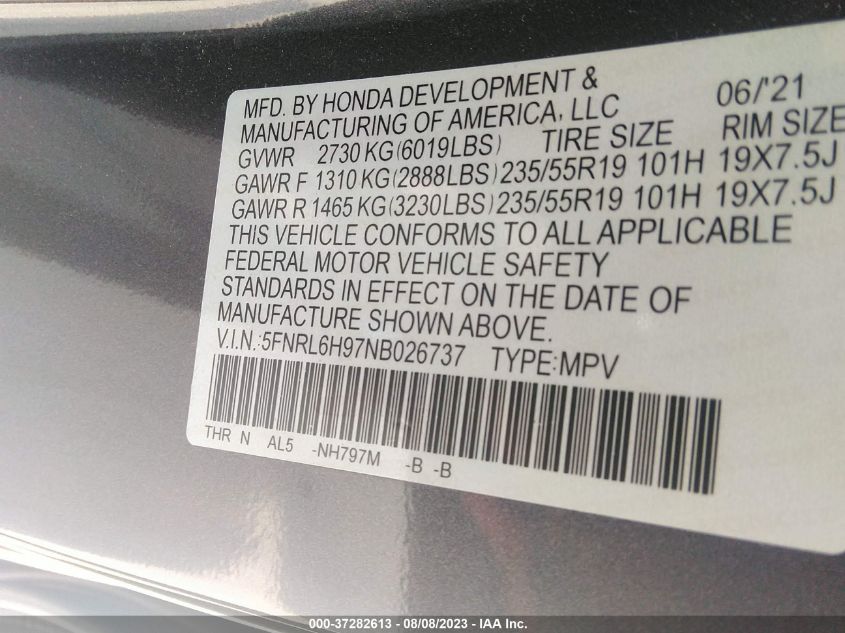 MFD. BY HONDA DEVELOPMENT & 06/'21
MANUFACTURING OF AMERICA, LLC
GVWR 2730 KG(6019LBS) TIRE SIZE RIM SIZE
GAWR F 1310 KG(2888LBS) 235/55R19 101H 19X7.5J
GAWR R 1465 KG(3230LBS) 235/55R19 101H 19X7.5J
THIS VEHICLE CONFORMS TO ALL APPLICABLE
FEDERAL MOTOR VEHICLE SAFETY
STANDARDS IN EFFECT ON THE DATE OF
MANUFACTURE SHOWN ABOVE.
V.I.N.:5FNRL6H97NB026737 TYPE:MPV
THR N AL5 -NH797M -B -B
000-37282613 - 08/08/2023 - IAA Inc.